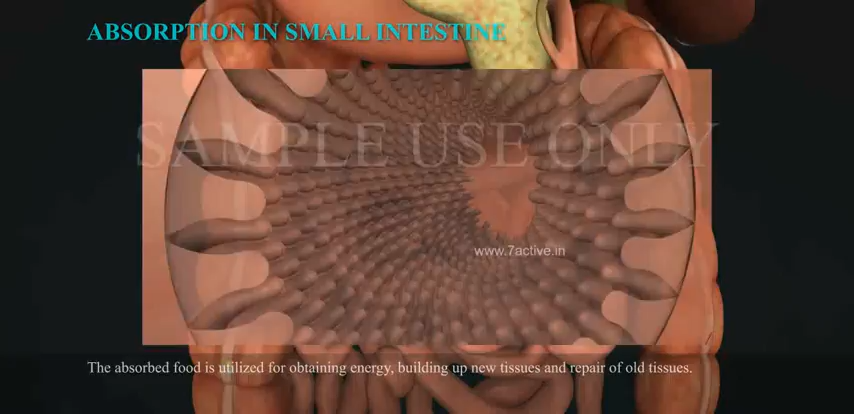 ABSORPTION IN SMALL INTESTINE
SAMPLE USE ONLY
www.7active.in
The absorbed food is utilized for obtaining energy, building up new tissues and repair of old tissues.